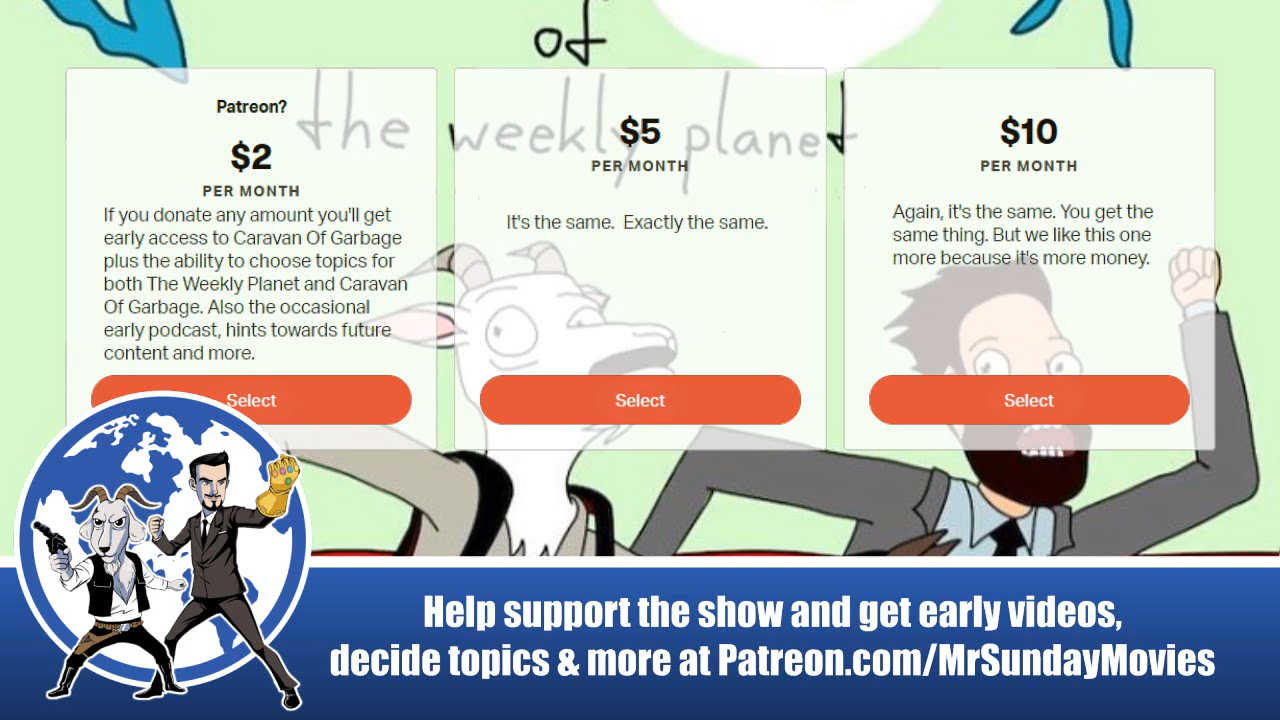 of
the weekly planet
Patreon?
$2
PER MONTH
If you donate any amount you'll get
early access to Caravan Of Garbage
plus the ability to choose topics for
both The Weekly Planet and Caravan
Of Garbage. Also the occasional
early podcast, hints towards future
content and more.
Select
$5
PER MONTH
It's the same.  Exactly the same.
Select
$10
PER MONTH
Again, it's the same. You get the
same thing. But we like this one
more because it's more money.
Select
Help support the show and get early videos,
decide topics & more at Patreon.com/MrSundayMovies